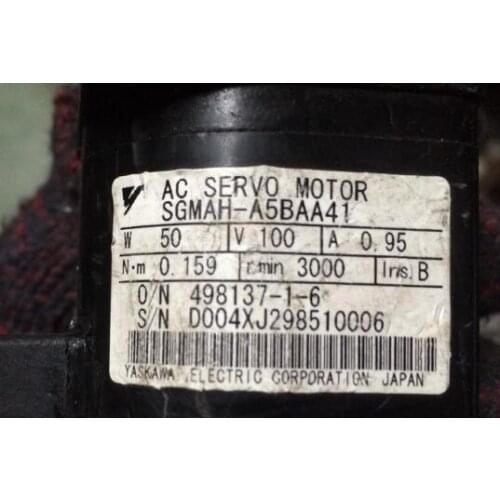 AC SERVO MOTOR
SGMAH-A5BAA41
W 50 V 100 A 0.95
N·m 0.159 r/min 3000 Ins. B
O/N 498137-1-6
S/N D004XJ298510006
YASKAWA ELECTRIC CORPORATION JAPAN